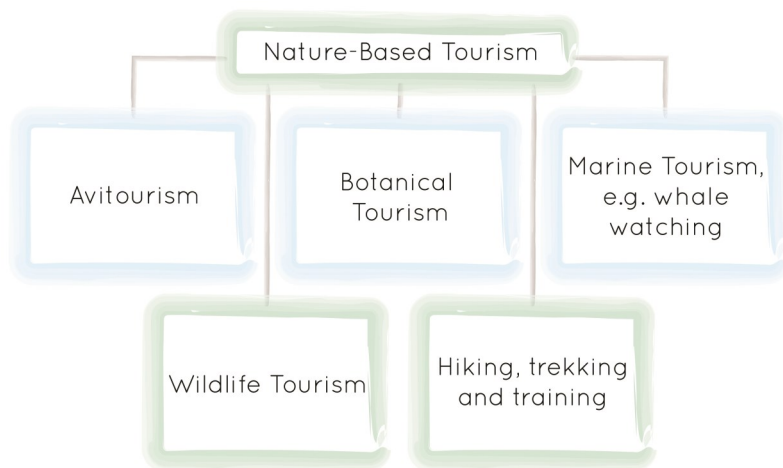 Nature-Based Tourism
Avitourism
Botanical
Tourism
Marine Tourism,
e.g. whale
watching
Wildlife Tourism
Hiking, trekking
and training